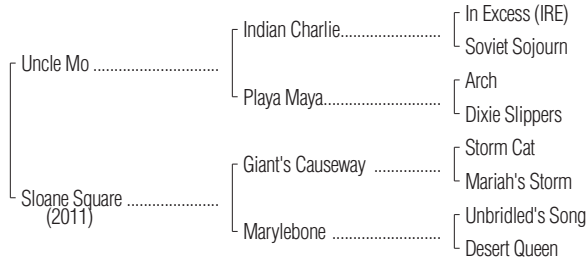 In Excess (IRE)
Indian Charlie....................
Soviet Sojourn
Uncle Mo .........................
Arch
Playa Maya.......................
Dixie Slippers
Storm Cat
Giant's Causeway .............
Mariah's Storm
Sloane Square ..................
(2011)
Unbridled's Song
Marylebone .....................
Desert Queen